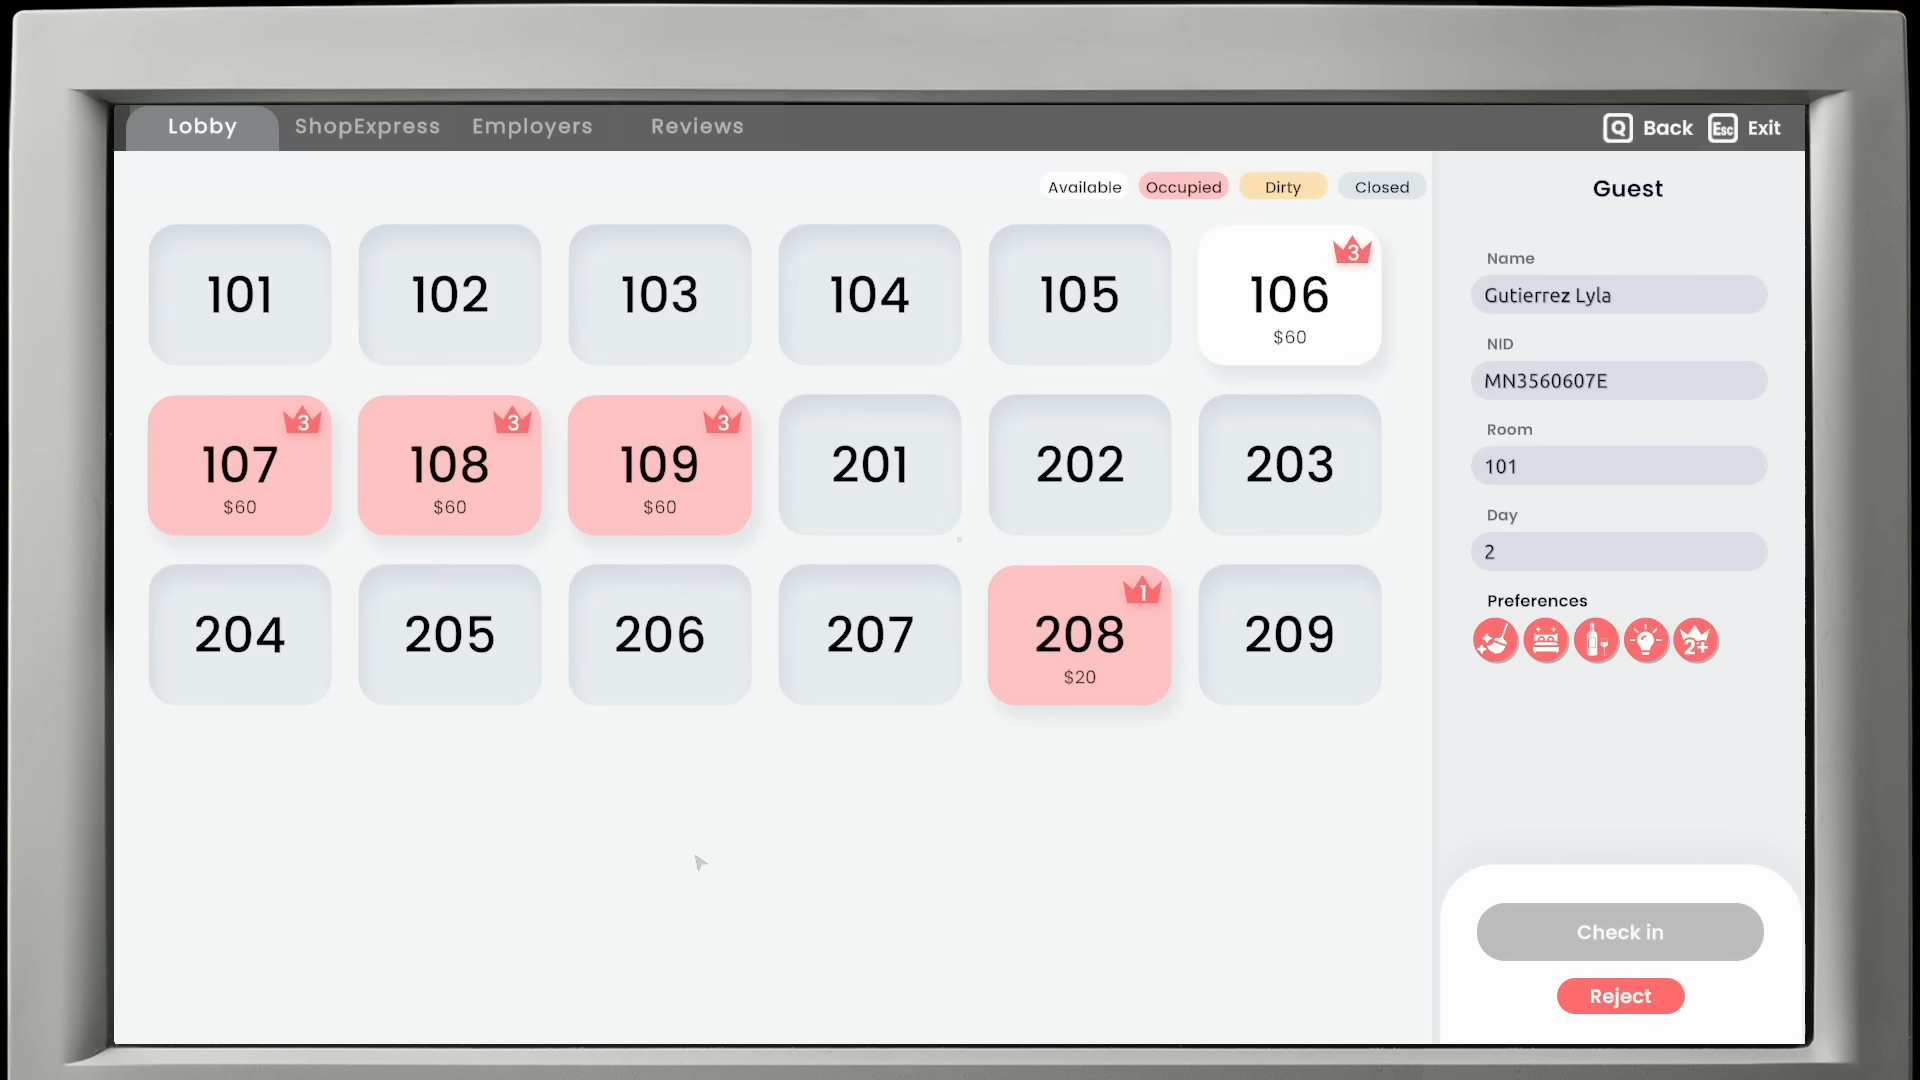 Lobby ShopExpress Employers Reviews Q Back Esc Exit
Available Occupied Dirty Closed
101 102 103 104 105 3 106
$60
3 107 3 108 3 109 201 202 203
$60 $60 $60
204 205 206 207 1 208 209
$20
Guest
Name
Gutierrez Lyla
NID
MN3560607E
Room
101
Day
2
Preferences
2+
Check in
Reject